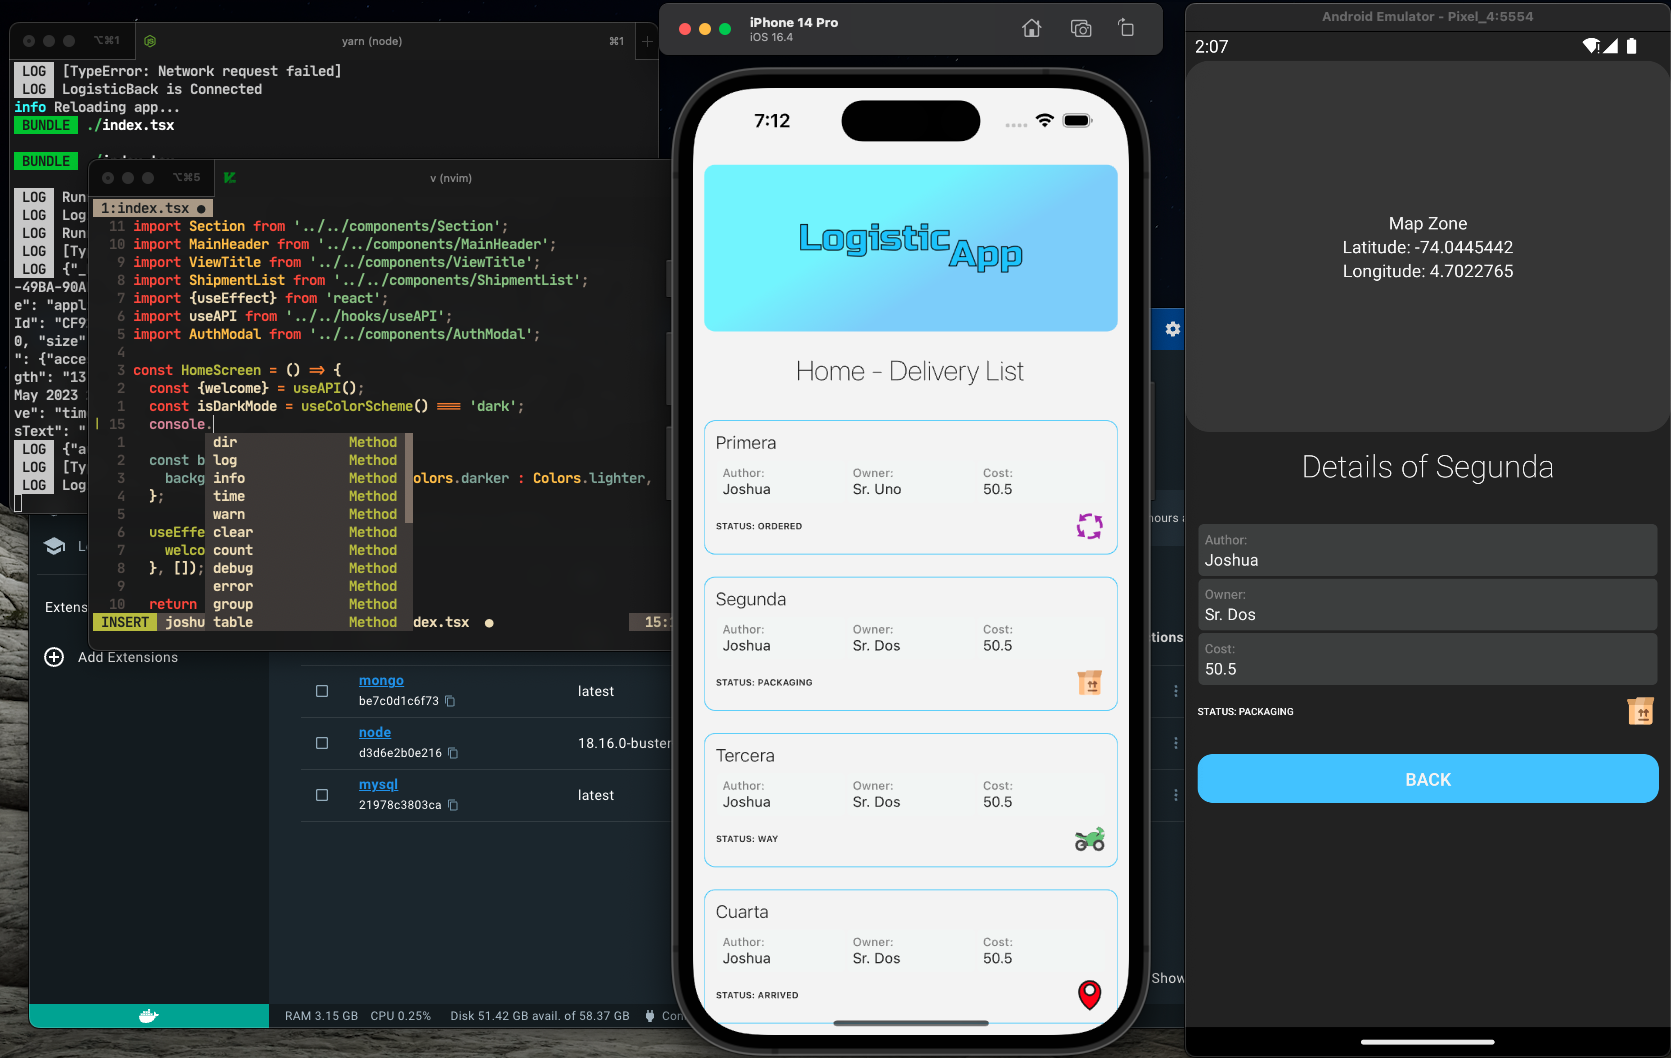 ⌥⌘1
yarn (node)
⌘1
LOG [TypeError: Network request failed]
LOG LogisticBack is Connected
info Reloading app...
BUNDLE ./index.tsx
BUNDLE ./index.tsx
LOG Run
LOG Log
LOG Run
LOG [Ty
LOG {"_
-49BA-90A
e": "appl
Id": "CF9
0, "size"
": {"acce
gth": "13
May 2023
ve": "tim
sText": "
LOG {"a
LOG [Ty
LOG Log
⌥⌘5
v (nvim)
1:index.tsx ●
11 import Section from '../../components/Section';
10 import MainHeader from '../../components/MainHeader';
9 import ViewTitle from '../../components/ViewTitle';
8 import ShipmentList from '../../components/ShipmentList';
7 import {useEffect} from 'react';
6 import useAPI from '../../hooks/useAPI';
5 import AuthModal from '../../components/AuthModal';
4
3 const HomeScreen = () => {
2 const {welcome} = useAPI();
1 const isDarkMode = useColorScheme() === 'dark';
15 console.
1 dir Method
2 const b log Method
3 backg info Method olors.darker : Colors.lighter,
4 }; time Method
5 warn Method
6 useEffe clear Method
7 welco count Method
8 }, []); debug Method
9 error Method
10 return group Method
INSERT joshu table Method dex.tsx ● 15:
Extens
Add Extensions
mongo
be7c0d1c6f73
latest
node
d3d6e2b0e216
18.16.0-buster
mysql
21978c3803ca
latest
hours a
tions
Show
RAM 3.15 GB CPU 0.25% Disk 51.42 GB avail. of 58.37 GB Con
iPhone 14 Pro
iOS 16.4
7:12
LogisticApp
Home - Delivery List
Primera
Author: Owner: Cost:
Joshua Sr. Uno 50.5
STATUS: ORDERED
Segunda
Author: Owner: Cost:
Joshua Sr. Dos 50.5
STATUS: PACKAGING
Tercera
Author: Owner: Cost:
Joshua Sr. Dos 50.5
STATUS: WAY
Cuarta
Author: Owner: Cost:
Joshua Sr. Dos 50.5
STATUS: ARRIVED
Android Emulator - Pixel_4:5554
2:07
Map Zone
Latitude: -74.0445442
Longitude: 4.7022765
Details of Segunda
Author:
Joshua
Owner:
Sr. Dos
Cost:
50.5
STATUS: PACKAGING
BACK